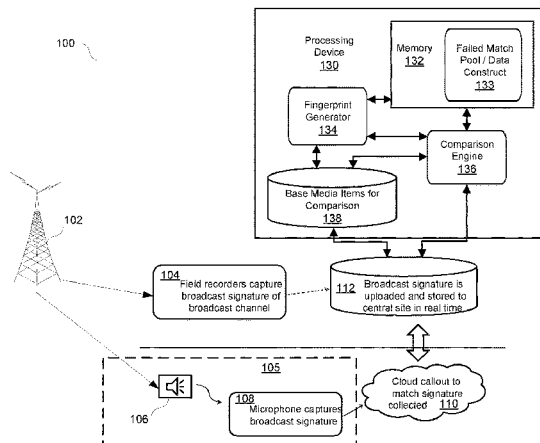 100
Processing
Device
130
Memory
132
Failed Match
Pool / Data
Construct
133
Fingerprint
Generator
134
Comparison
Engine
136
Base Media Items for
Comparison
138
102
104
Field recorders capture
broadcast signature of
broadcast channel
112
Broadcast signature is
uploaded and stored to
central site in real time
105
106
108
Microphone captures
broadcast signature
Cloud callout to
match signature
collected 110